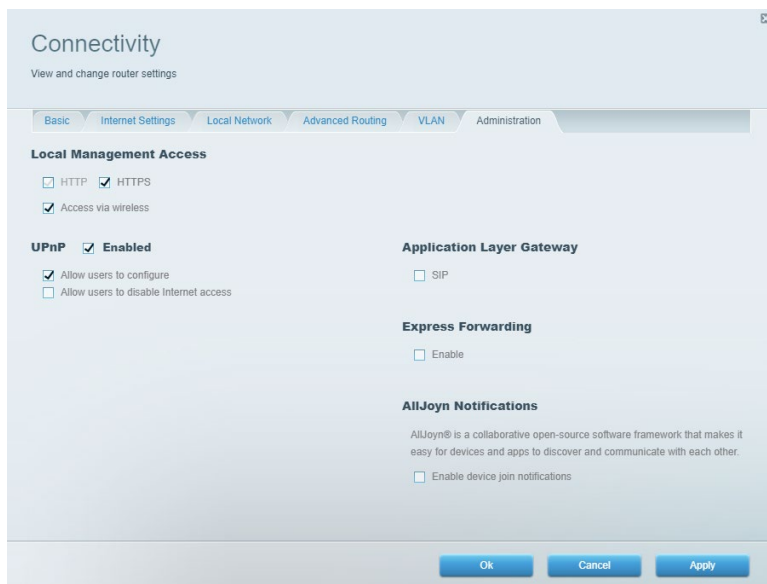 Connectivity
View and change router settings
Basic Internet Settings Local Network Advanced Routing VLAN Administration
Local Management Access
HTTP HTTPS
Access via wireless
UPnP Enabled
Allow users to configure
Allow users to disable Internet access
Application Layer Gateway
SIP
Express Forwarding
Enable
AllJoyn Notifications
AllJoyn® is a collaborative open-source software framework that makes it
easy for devices and apps to discover and communicate with each other.
Enable device join notifications
Ok Cancel Apply